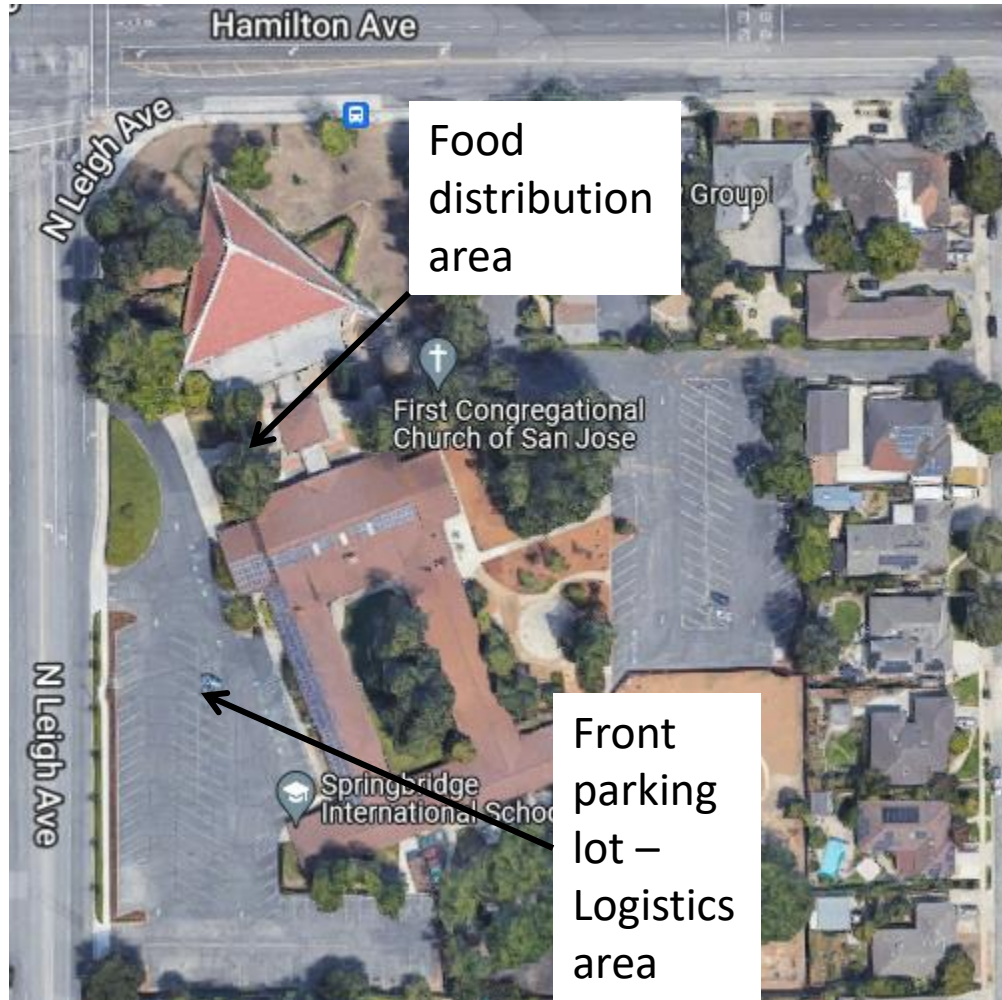 Hamilton Ave
N Leigh Ave
Food
distribution
area
Group
First Congregational
Church of San Jose
N Leigh Ave
Front
parking
lot –
Logistics
area
Springbridge
International Schoo